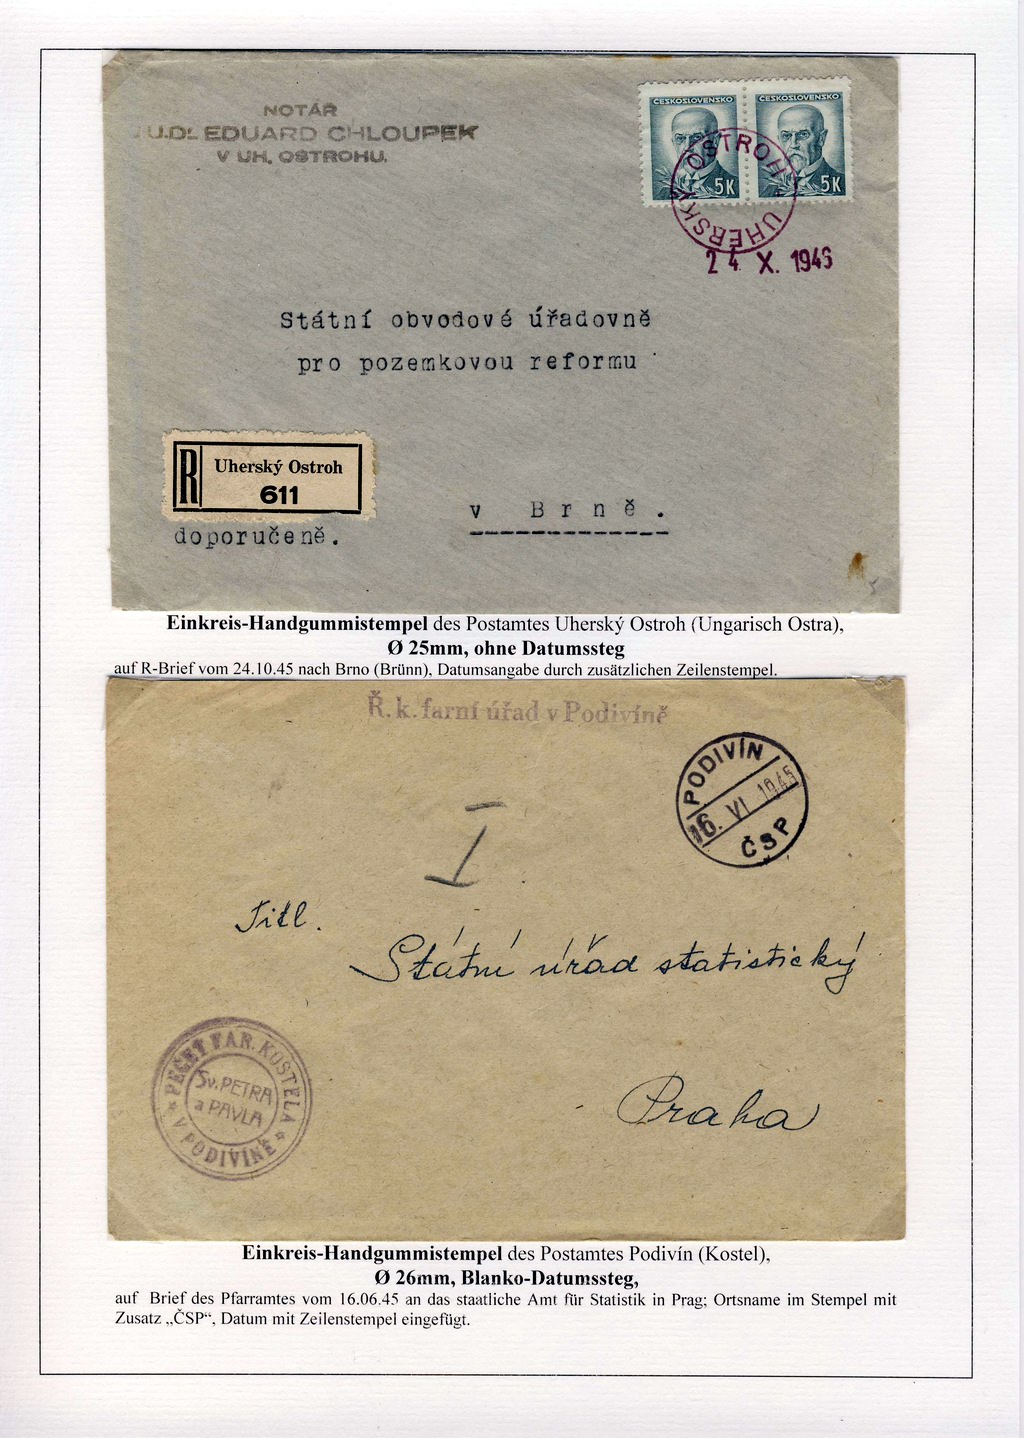 NOTÁŘ
JUDr EDUARD CHLOUPEK
V UH. OSTROHU.
ČESKOSLOVENSKO
5K
ČESKOSLOVENSKO
5K
OSTROH
UHERSKÝ
24. X. 1945
Státní obvodové úřadovně
pro pozemkovou reformu
R Uherský Ostroh
611
v Brně.
doporučeně.
Einkreis-Handgummistempel des Postamtes Uherský Ostroh (Ungarisch Ostra),
Ø 25mm, ohne Datumssteg
auf R-Brief vom 24.10.45 nach Brno (Brünn), Datumsangabe durch zusätzlichen Zeilenstempel.
Ř. k. farní úřad v Podivíně
PODIVÍN
16. VI 1945
ČSP
I
Titl.
Státní úřad statistický
PEČEŤ FAR. KOSTELA
Sv. PETRA
a PAVLA
V PODIVÍNĚ
Praha
Einkreis-Handgummistempel des Postamtes Podivín (Kostel),
Ø 26mm, Blanko-Datumssteg,
auf Brief des Pfarramtes vom 16.06.45 an das staatliche Amt für Statistik in Prag; Ortsname im Stempel mit
Zusatz „ČSP“, Datum mit Zeilenstempel eingefügt.